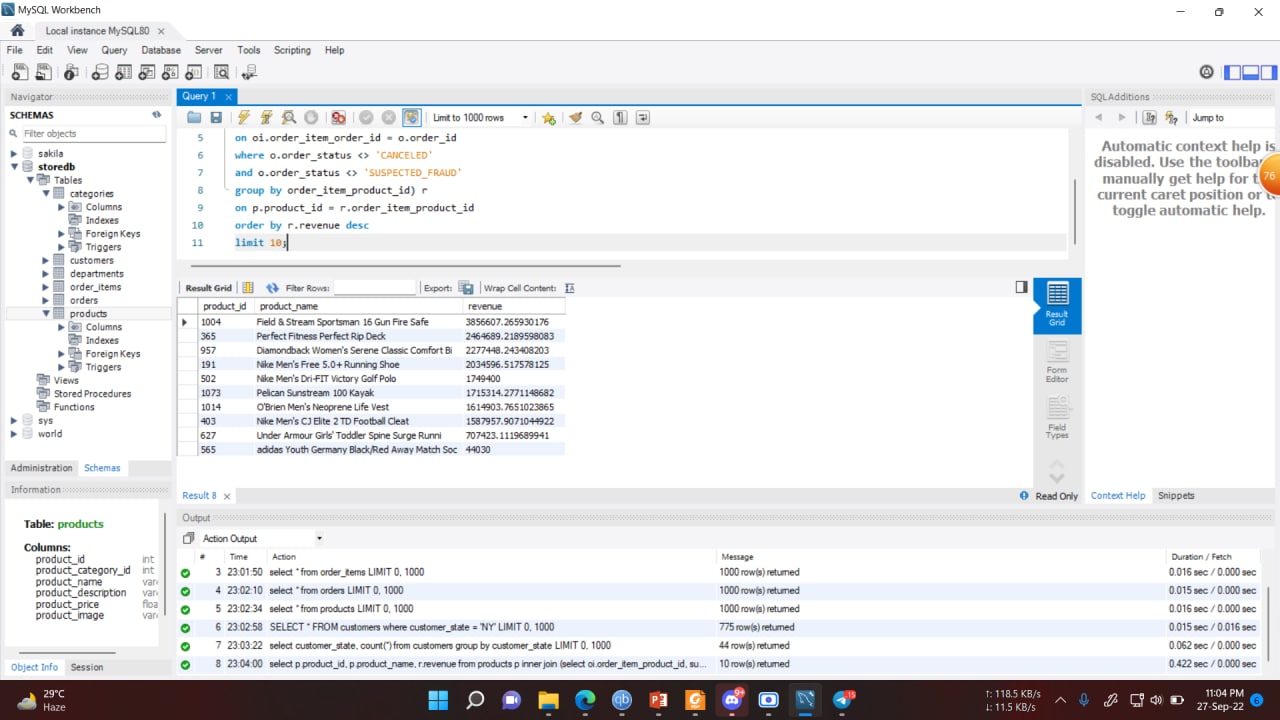 MySQL Workbench
Local instance MySQL80
File Edit View Query Database Server Tools Scripting Help
Navigator
SCHEMAS
Filter objects
sakila
storedb
Tables
categories
Columns
Indexes
Foreign Keys
Triggers
customers
departments
order_items
orders
products
Columns
Indexes
Foreign Keys
Triggers
Views
Stored Procedures
Functions
sys
world
Administration Schemas
Information
Table: products
Columns:
product_id int
product_category_id int
product_name varc
product_description varc
product_price floa
product_image varc
Object Info Session
Query 1
Limit to 1000 rows
5 on oi.order_item_order_id = o.order_id
6 where o.order_status <> 'CANCELED'
7 and o.order_status <> 'SUSPECTED_FRAUD'
8 group by order_item_product_id) r
9 on p.product_id = r.order_item_product_id
10 order by r.revenue desc
11 limit 10;
Result Grid Filter Rows: Export: Wrap Cell Content:
product_id product_name revenue
1004 Field & Stream Sportsman 16 Gun Fire Safe 3856607.265930176
365 Perfect Fitness Perfect Rip Deck 2464689.2189598083
957 Diamondback Women's Serene Classic Comfort Bi 2277448.243408203
191 Nike Men's Free 5.0+ Running Shoe 2034596.517578125
502 Nike Men's Dri-FIT Victory Golf Polo 1749400
1073 Pelican Sunstream 100 Kayak 1715314.2771148682
1014 O'Brien Men's Neoprene Life Vest 1614903.7651023865
403 Nike Men's CJ Elite 2 TD Football Cleat 1587957.9071044922
627 Under Armour Girls' Toddler Spine Surge Runni 707423.1119689941
565 adidas Youth Germany Black/Red Away Match Soc 44030
Result Grid
Form Editor
Field Types
Result 8 Read Only
SQLAdditions
Jump to
Automatic context help is
disabled. Use the toolba
manually get help for t
current caret position or t
toggle automatic help.
76
Context Help Snippets
Output
Action Output
# Time Action Message Duration / Fetch
3 23:01:50 select * from order_items LIMIT 0, 1000 1000 row(s) returned 0.016 sec / 0.000 sec
4 23:02:10 select * from orders LIMIT 0, 1000 1000 row(s) returned 0.015 sec / 0.000 sec
5 23:02:34 select * from products LIMIT 0, 1000 1000 row(s) returned 0.016 sec / 0.000 sec
6 23:02:58 SELECT * FROM customers where customer_state = 'NY' LIMIT 0, 1000 775 row(s) returned 0.015 sec / 0.016 sec
7 23:03:22 select customer_state, count(*) from customers group by customer_state LIMIT 0, 1000 44 row(s) returned 0.062 sec / 0.000 sec
8 23:04:00 select p.product_id, p.product_name, r.revenue from products p inner join (select oi.order_item_product_id, su... 10 row(s) returned 0.422 sec / 0.000 sec
29°C
Haze
9+
15
↑: 118.5 KB/s
↓: 11.5 KB/s
11:04 PM
27-Sep-22
6